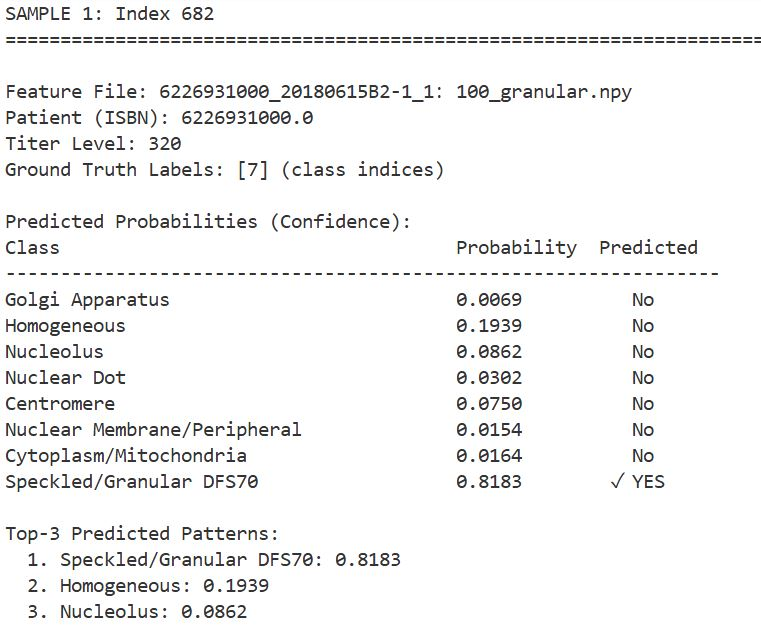 SAMPLE 1: Index 682
======================================================================
Feature File: 6226931000_20180615B2-1_1: 100_granular.npy
Patient (ISBN): 6226931000.0
Titer Level: 320
Ground Truth Labels: [7] (class indices)
Predicted Probabilities (Confidence):
Class Probability Predicted
-----------------------------------------------------------------
Golgi Apparatus 0.0069 No
Homogeneous 0.1939 No
Nucleolus 0.0862 No
Nuclear Dot 0.0302 No
Centromere 0.0750 No
Nuclear Membrane/Peripheral 0.0154 No
Cytoplasm/Mitochondria 0.0164 No
Speckled/Granular DFS70 0.8183 ✓ YES
Top-3 Predicted Patterns:
1. Speckled/Granular DFS70: 0.8183
2. Homogeneous: 0.1939
3. Nucleolus: 0.0862